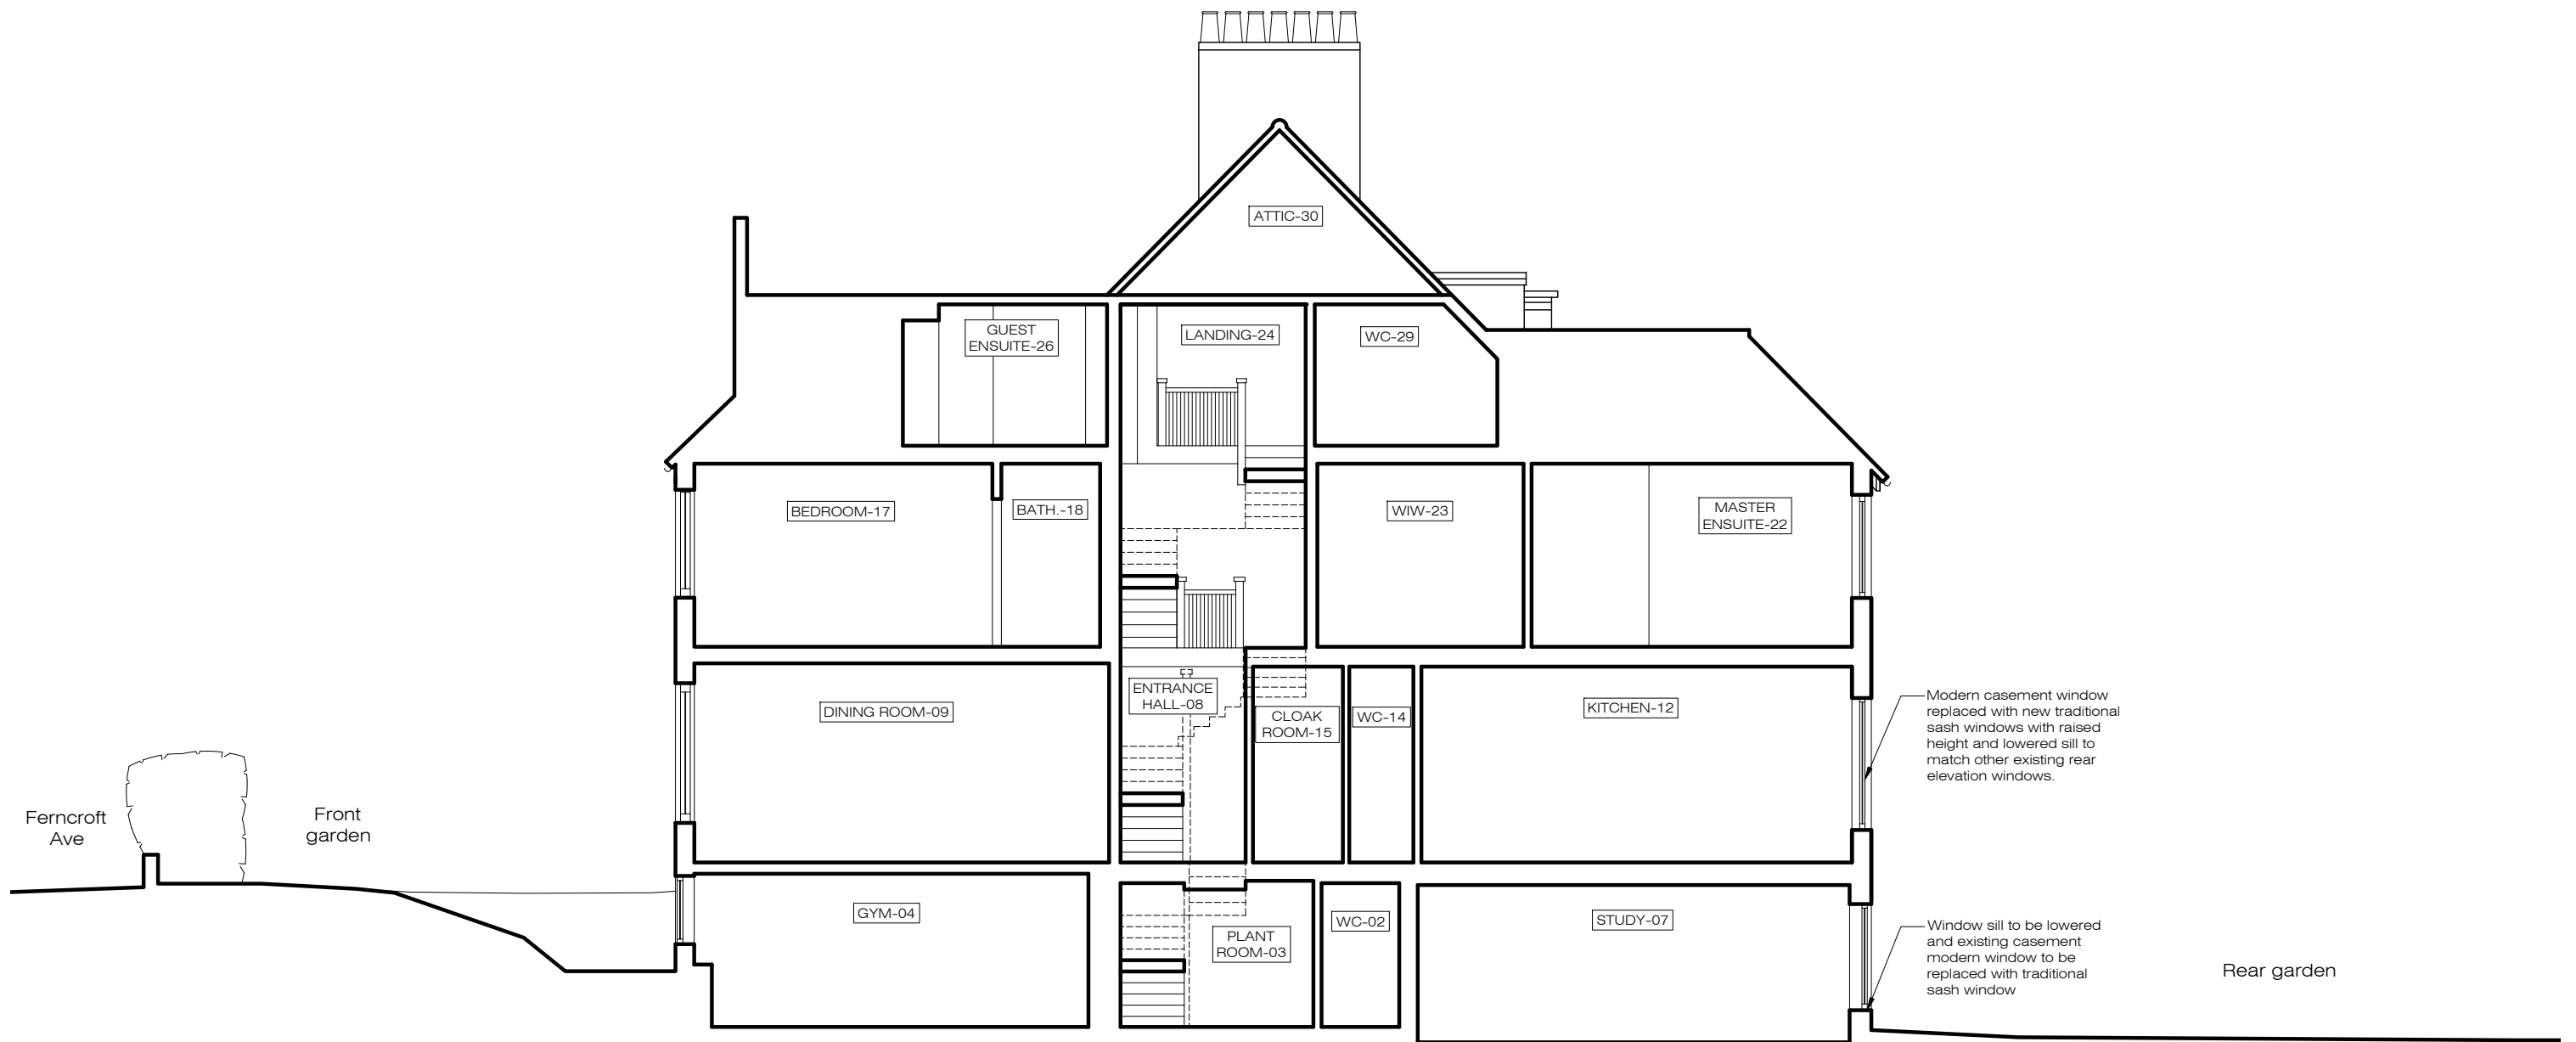 ATTIC-30
GUEST
ENSUITE-26
LANDING-24
WC-29
BEDROOM-17
BATH.-18
WIW-23
MASTER
ENSUITE-22
DINING ROOM-09
ENTRANCE
HALL-08
CLOAK
ROOM-15
WC-14
KITCHEN-12
Modern casement window
replaced with new traditional
sash windows with raised
height and lowered sill to
match other existing rear
elevation windows.
Ferncroft
Ave
Front
garden
GYM-04
PLANT
ROOM-03
WC-02
STUDY-07
Window sill to be lowered
and existing casement
modern window to be
replaced with traditional
sash window
Rear garden